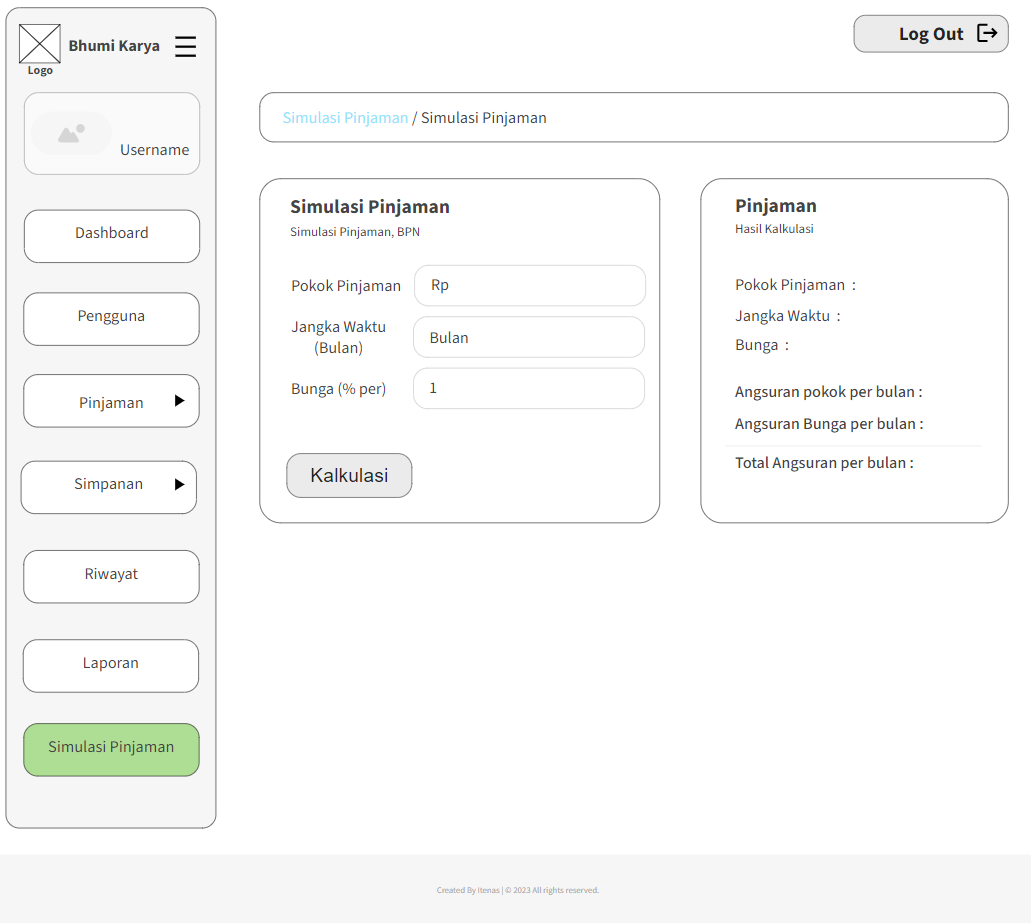 Bhumi Karya
Logo
Username
Dashboard
Pengguna
Pinjaman
Simpanan
Riwayat
Laporan
Simulasi Pinjaman
Log Out
Simulasi Pinjaman / Simulasi Pinjaman
Simulasi Pinjaman
Simulasi Pinjaman, BPN
Pokok Pinjaman
Rp
Jangka Waktu
(Bulan)
Bulan
Bunga (% per)
1
Kalkulasi
Pinjaman
Hasil Kalkulasi
Pokok Pinjaman :
Jangka Waktu :
Bunga :
Angsuran pokok per bulan :
Angsuran Bunga per bulan :
Total Angsuran per bulan :
Created By Itenas | © 2023 All rights reserved.